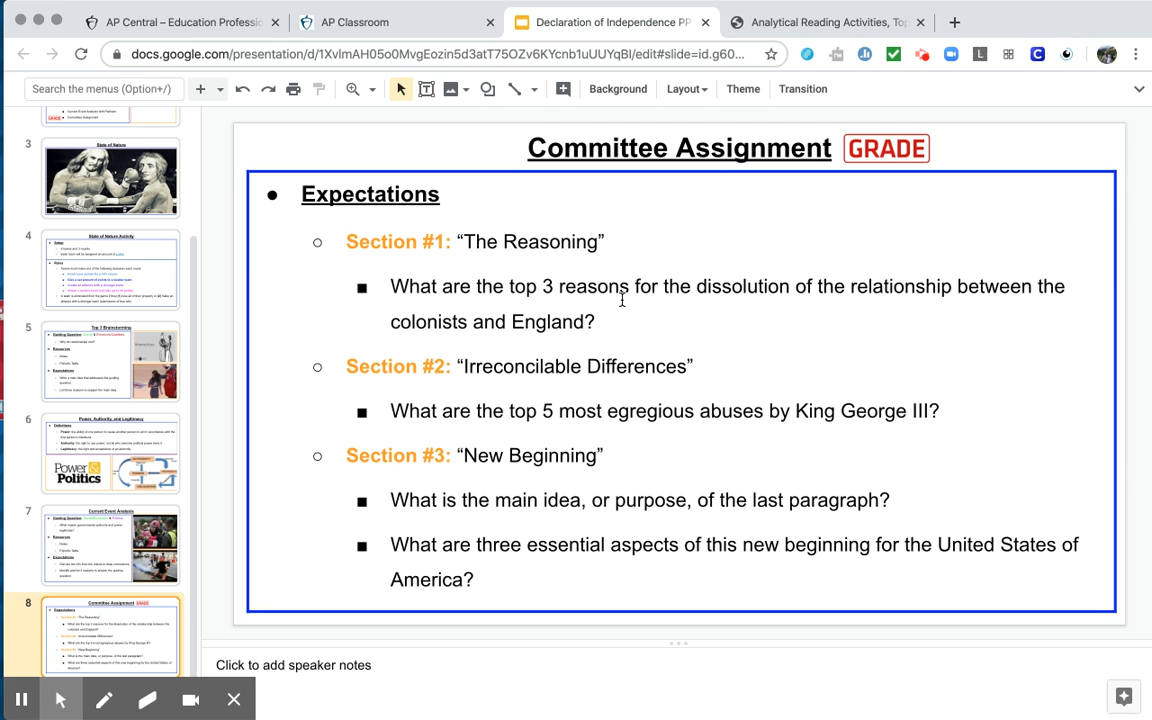 AP Central – Education Professio
AP Classroom
Declaration of Independence PP
Analytical Reading Activities, To
docs.google.com/presentation/d/1XvlmAH05o0MvgEozin5d3atT75OZv6KYcnb1uUUYqBI/edit#slide=id.g60...
Search the menus (Option+/)
Background
Layout
Theme
Transition
3
State of Nature
4
State of Nature Activity
5
Top 3 Brainstorming
6
Power, Authority, and Legitimacy
Power &
Politics
7
Current Event Analysis
8
Committee Assignment GRADE
Committee Assignment GRADE
● Expectations
○ Section #1: “The Reasoning”
■ What are the top 3 reasons for the dissolution of the relationship between the
colonists and England?
○ Section #2: “Irreconcilable Differences”
■ What are the top 5 most egregious abuses by King George III?
○ Section #3: “New Beginning”
■ What is the main idea, or purpose, of the last paragraph?
■ What are three essential aspects of this new beginning for the United States of
America?
Click to add speaker notes